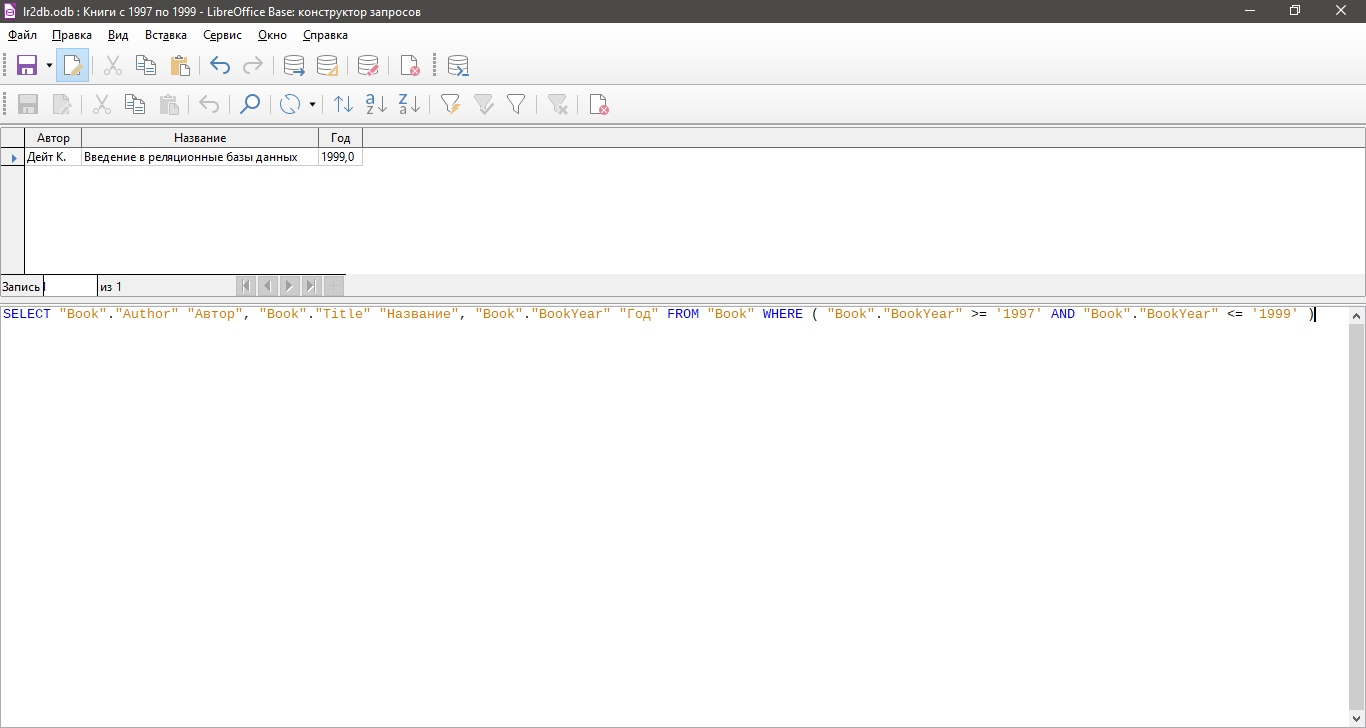 lr2db.odb : Книги с 1997 по 1999 - LibreOffice Base: конструктор запросов
Файл Правка Вид Вставка Сервис Окно Справка
Автор Название Год
Дейт К. Введение в реляционные базы данных 1999,0
Запись 1 из 1
SELECT "Book"."Author" "Автор", "Book"."Title" "Название", "Book"."BookYear" "Год" FROM "Book" WHERE ( "Book"."BookYear" >= '1997' AND "Book"."BookYear" <= '1999' )